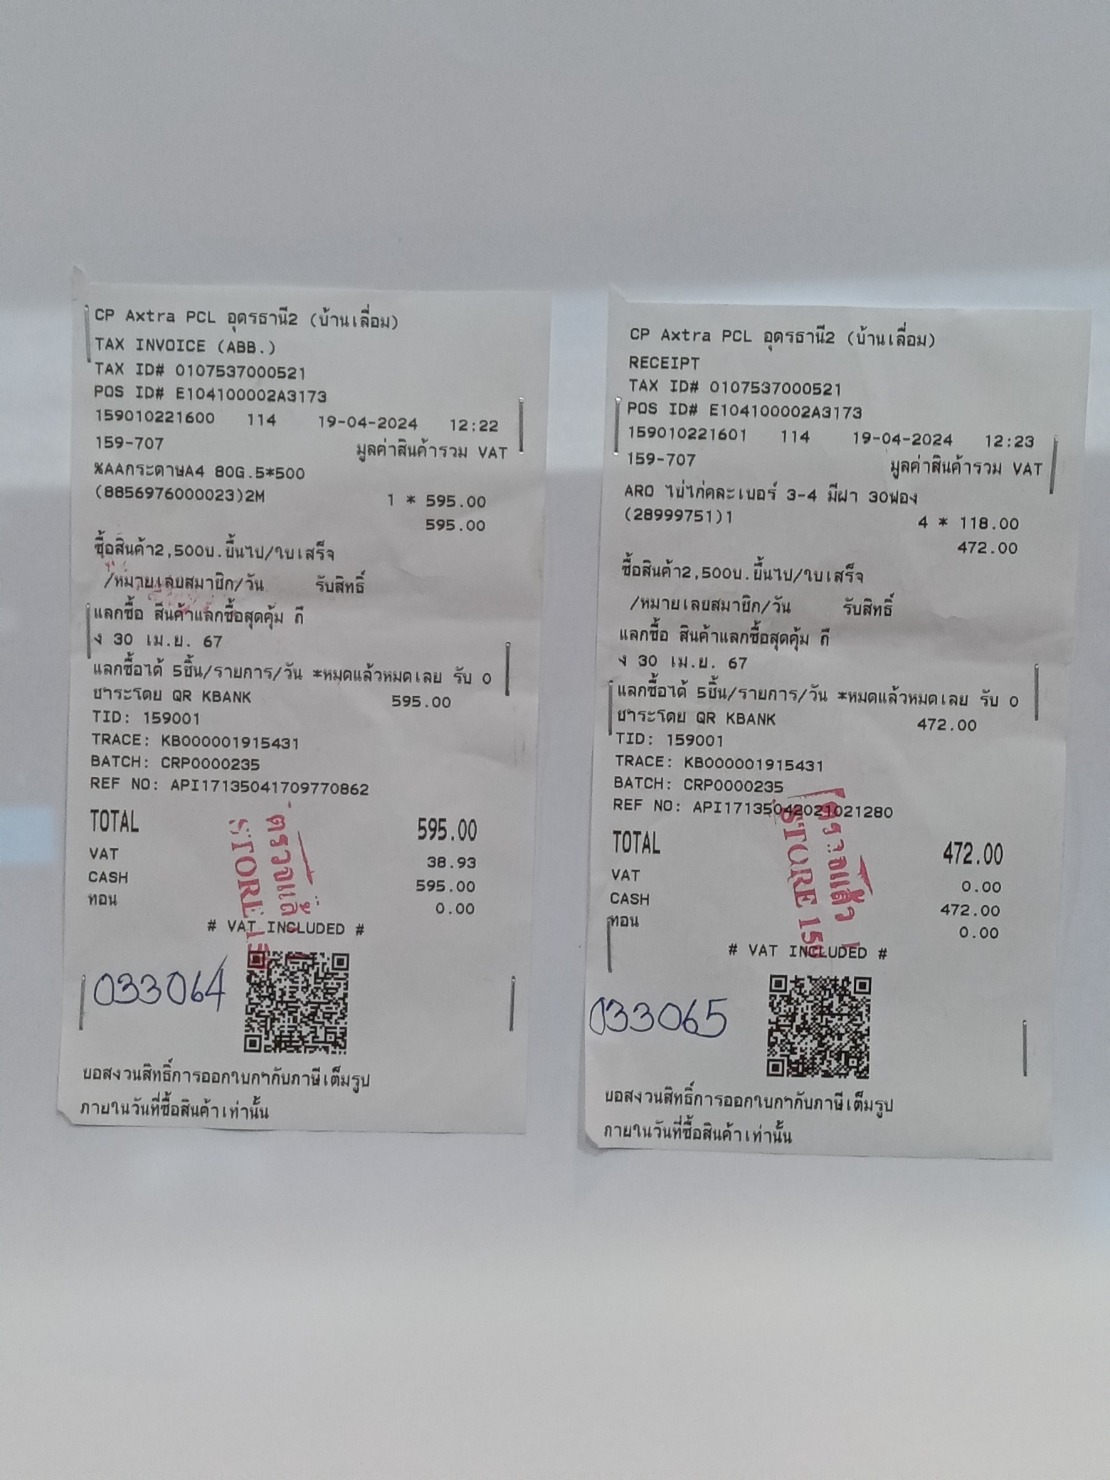 CP Axtra PCL อุดรธานี2 (บ้านเลื่อม)
TAX INVOICE (ABB.)
TAX ID# 0107537000521
POS ID# E104100002A3173
159010221600 114 19-04-2024 12:22
159-707 มูลค่าสินค้ารวม VAT
%AAกระดาษA4 80G.5*500
(8856976000023)2M 1 * 595.00
595.00
ซื้อสินค้า2,500บ.ขึ้นไป/ใบเสร็จ
/หมายเลขสมาชิก/วัน รับสิทธิ์
แลกซื้อ สินค้าแลกซื้อสุดคุ้ม ถึ
ง 30 เม.ย. 67
แลกซื้อได้ 5ชิ้น/รายการ/วัน *หมดแล้วหมดเลย รับ 0
ชำระโดย QR KBANK 595.00
TID: 159001
TRACE: KB000001915431
BATCH: CRP0000235
REF NO: API17135041709770862
TOTAL 595.00
VAT 38.93
CASH 595.00
ทอน 0.00
# VAT INCLUDED #
ตรวจแล้ว
STORE 15
033064
ขอสงวนสิทธิ์การออกใบกำกับภาษีเต็มรูป
ภายในวันที่ซื้อสินค้าเท่านั้น
CP Axtra PCL อุดรธานี2 (บ้านเลื่อม)
RECEIPT
TAX ID# 0107537000521
POS ID# E104100002A3173
159010221601 114 19-04-2024 12:23
159-707 มูลค่าสินค้ารวม VAT
ARO ไข่ไก่คละเบอร์ 3-4 มีฝา 30ฟอง
(28999751)1 4 * 118.00
472.00
ซื้อสินค้า2,500บ.ขึ้นไป/ใบเสร็จ
/หมายเลขสมาชิก/วัน รับสิทธิ์
แลกซื้อ สินค้าแลกซื้อสุดคุ้ม ถึ
ง 30 เม.ย. 67
แลกซื้อได้ 5ชิ้น/รายการ/วัน *หมดแล้วหมดเลย รับ 0
ชำระโดย QR KBANK 472.00
TID: 159001
TRACE: KB000001915431
BATCH: CRP0000235
REF NO: API17135042021021280
TOTAL 472.00
VAT 0.00
CASH 472.00
ทอน 0.00
# VAT INCLUDED #
ตรวจแล้ว
STORE 159
033065
ขอสงวนสิทธิ์การออกใบกำกับภาษีเต็มรูป
ภายในวันที่ซื้อสินค้าเท่านั้น